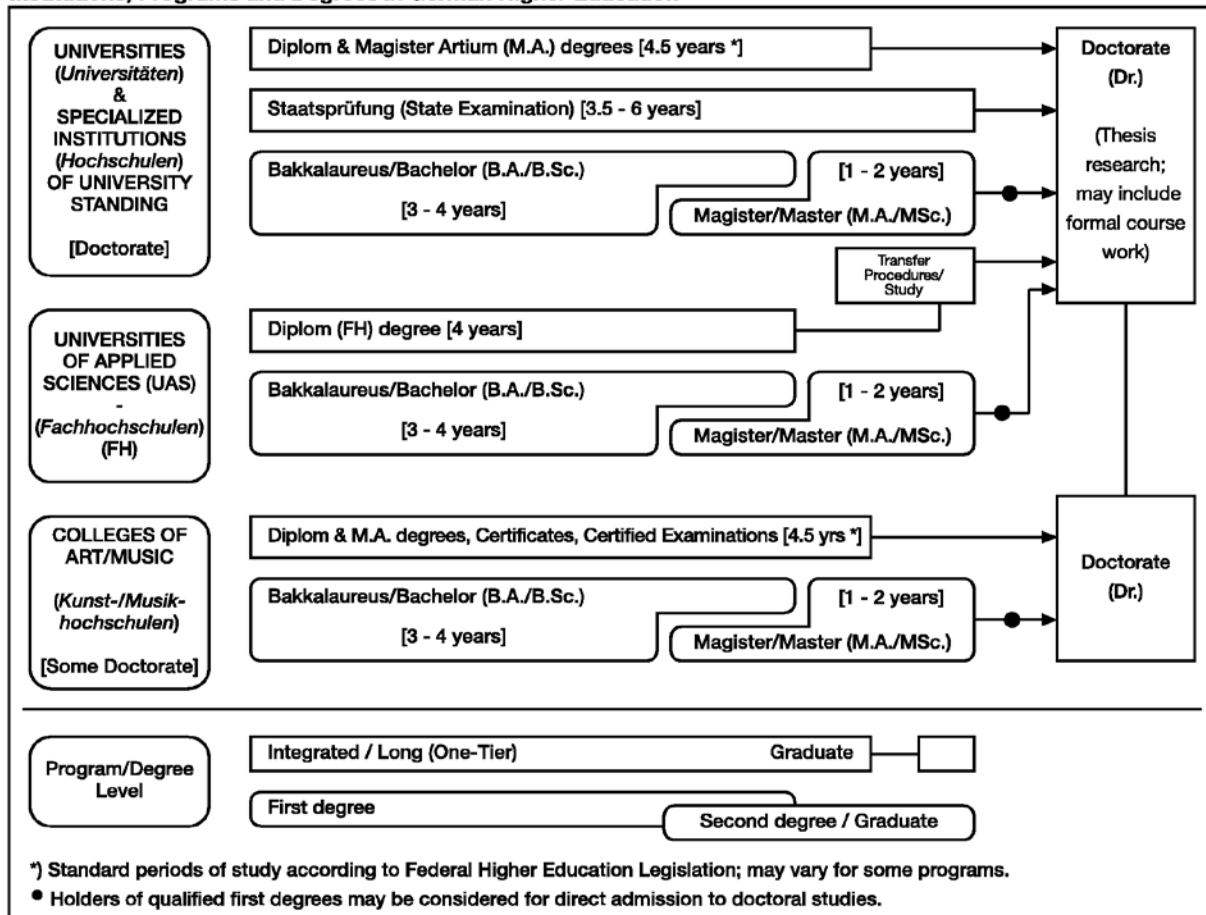 UNIVERSITIES
(Universitäten)
&
SPECIALIZED
INSTITUTIONS
(Hochschulen)
OF UNIVERSITY
STANDING
[Doctorate]
Diplom & Magister Artium (M.A.) degrees [4.5 years *]
Staatsprüfung (State Examination) [3.5 - 6 years]
Bakkalaureus/Bachelor (B.A./B.Sc.)
[3 - 4 years]
[1 - 2 years]
Magister/Master (M.A./MSc.)
Transfer
Procedures/
Study
Doctorate
(Dr.)
(Thesis
research;
may include
formal course
work)
UNIVERSITIES
OF APPLIED
SCIENCES (UAS)
-
(Fachhochschulen)
(FH)
Diplom (FH) degree [4 years]
Bakkalaureus/Bachelor (B.A./B.Sc.)
[3 - 4 years]
[1 - 2 years]
Magister/Master (M.A./MSc.)
COLLEGES OF
ART/MUSIC
(Kunst-/Musik-
hochschulen)
[Some Doctorate]
Diplom & M.A. degrees, Certificates, Certified Examinations [4.5 yrs *]
Bakkalaureus/Bachelor (B.A./B.Sc.)
[3 - 4 years]
[1 - 2 years]
Magister/Master (M.A./MSc.)
Doctorate
(Dr.)
Program/Degree
Level
Integrated / Long (One-Tier) Graduate
First degree
Second degree / Graduate
*) Standard periods of study according to Federal Higher Education Legislation; may vary for some programs.
● Holders of qualified first degrees may be considered for direct admission to doctoral studies.